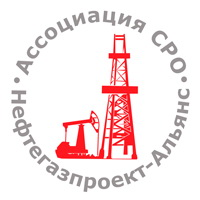 Ассоциация СРО
Нефтегазпроект-Альянс